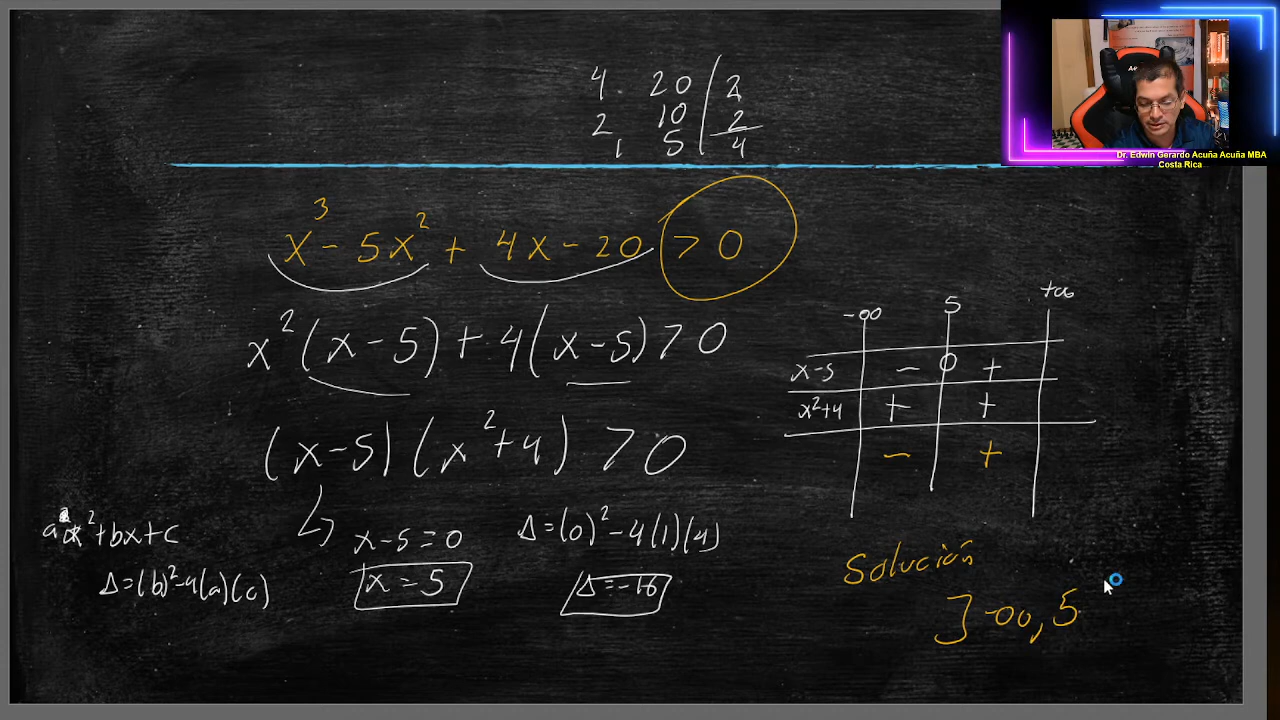 4 20 2
2 10 2
1 5 4
Dr. Edwin Gerardo Acuña Acuña MBA
Costa Rica
x³ - 5x² + 4x - 20 > 0
x²(x-5) + 4(x-5) > 0
(x-5)(x²+4) > 0
x-5=0
x=5
ax²+bx+c
Δ=(b)²-4(a)(c)
Δ=(0)²-4(1)(4)
Δ=-16
-∞ 5 +∞
x-5 - 0 +
x²+4 + +
- +
Solución
]-∞, 5